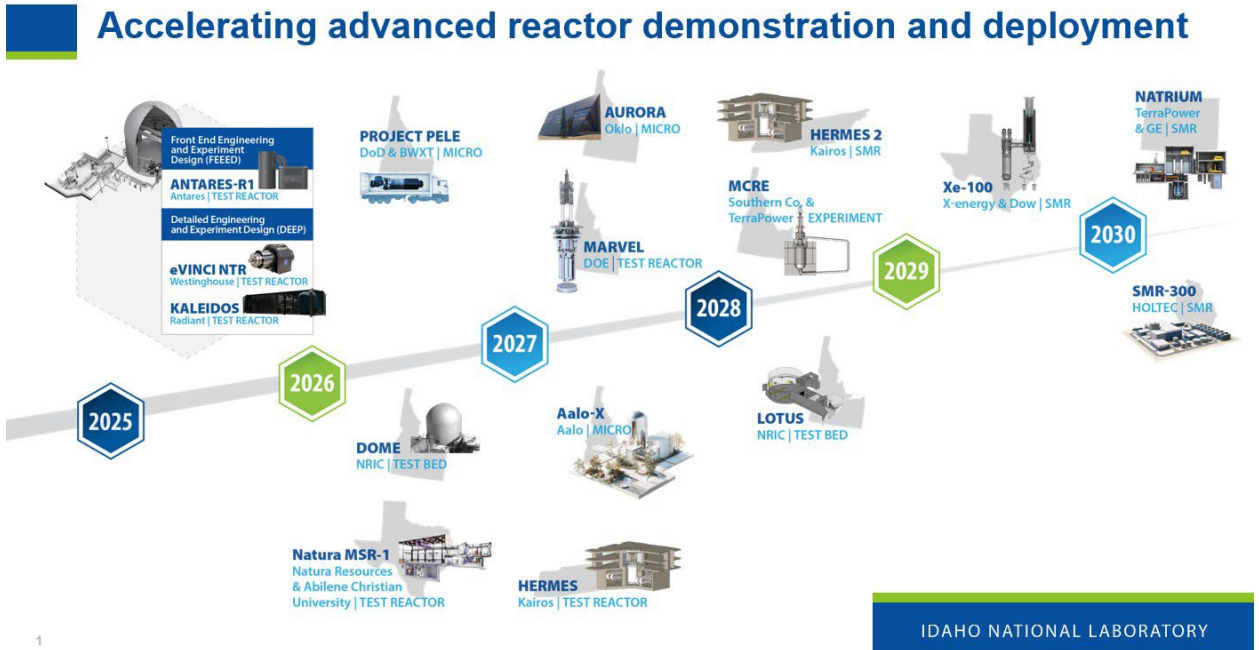 Accelerating advanced reactor demonstration and deployment
Front End Engineering
and Experiment
Design (FEEED)
ANTARES-R1
Antares | TEST REACTOR
Detailed Engineering
and Experiment Design (DEEP)
eVINCI NTR
Westinghouse | TEST REACTOR
KALEIDOS
Radiant | TEST REACTOR
PROJECT PELE
DoD & BWXT | MICRO
AURORA
Oklo | MICRO
MARVEL
DOE | TEST REACTOR
HERMES 2
Kairos | SMR
MCRE
Southern Co. &
TerraPower | EXPERIMENT
Xe-100
X-energy & Dow | SMR
NATRIUM
TerraPower
& GE | SMR
SMR-300
HOLTEC | SMR
2025
2026
2027
2028
2029
2030
DOME
NRIC | TEST BED
Aalo-X
Aalo | MICRO
LOTUS
NRIC | TEST BED
Natura MSR-1
Natura Resources
& Abilene Christian
University | TEST REACTOR
HERMES
Kairos | TEST REACTOR
1
IDAHO NATIONAL LABORATORY